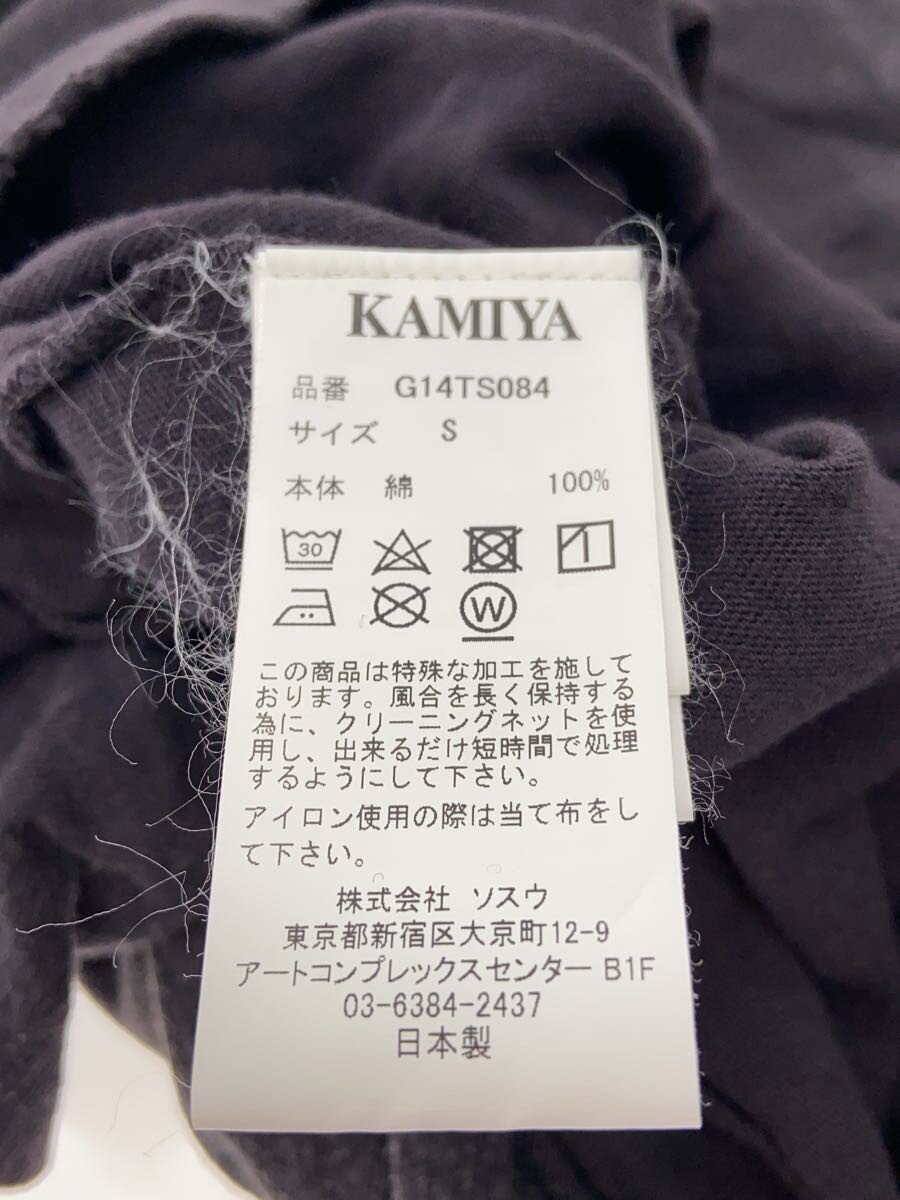 KAMIYA
品番 G14TS084
サイズ S
本体 綿 100%
30
W
この商品は特殊な加工を施して
おります。風合を長く保持する
為に、クリーニングネットを使
用し、出来るだけ短時間で処理
するようにして下さい。
アイロン使用の際は当て布をし
て下さい。
株式会社 ソスウ
東京都新宿区大京町12-9
アートコンプレックスセンター B1F
03-6384-2437
日本製